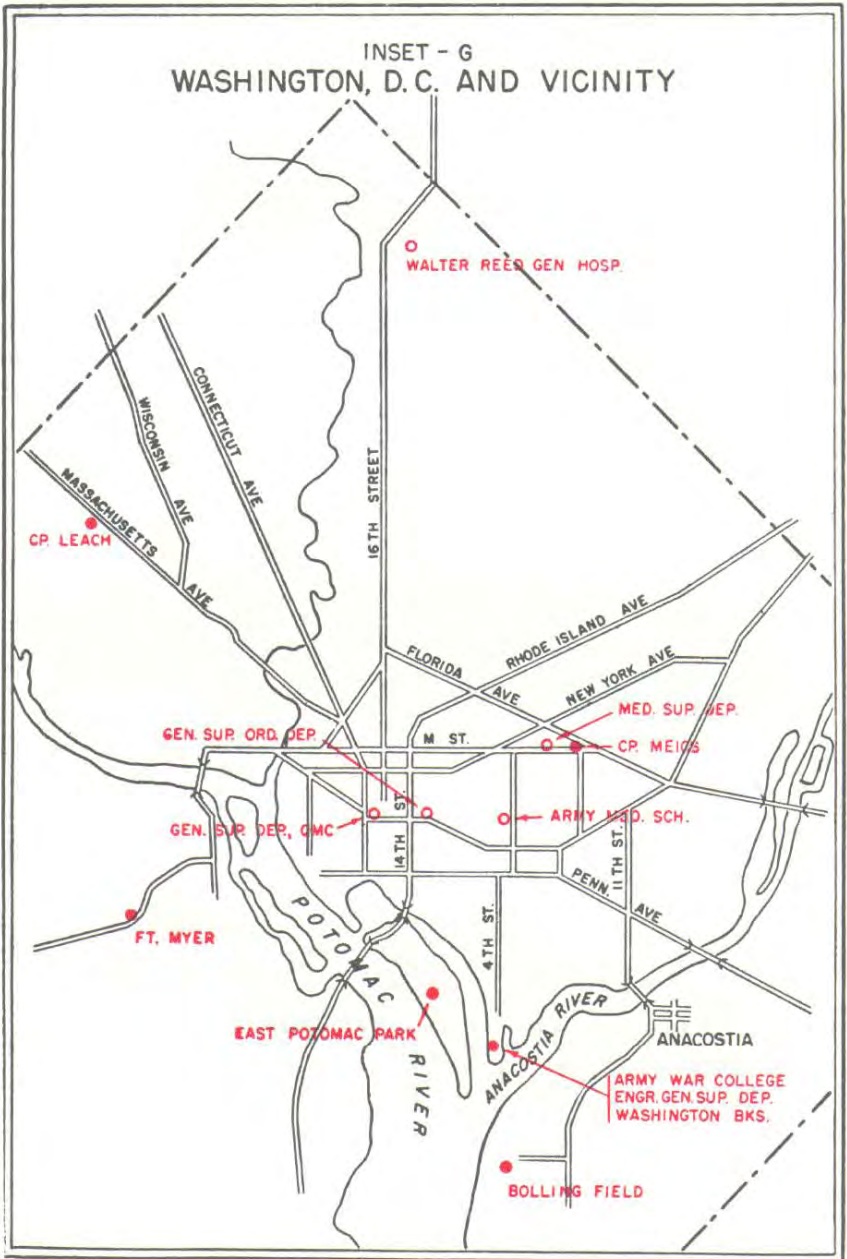 INSET - G
WASHINGTON, D.C. AND VICINITY
WALTER REED GEN HOSP.
WISCONSIN AVE
CONNECTICUT AVE
MASSACHUSETTS AVE
CP. LEACH
16TH STREET
RHODE ISLAND AVE
FLORIDA AVE
NEW YORK AVE
MED. SUP. DEP.
GEN. SUP. ORD. DEP.
M ST.
CP. MEIGS
GEN. SUP. DEP., QMC
14TH ST.
ARMY MED. SCH.
11TH ST.
PENN. AVE
4TH ST.
FT. MYER
POTOMAC RIVER
EAST POTOMAC PARK
ANACOSTIA RIVER
ANACOSTIA
ARMY WAR COLLEGE
ENGR. GEN. SUP. DEP.
WASHINGTON BKS.
BOLLING FIELD